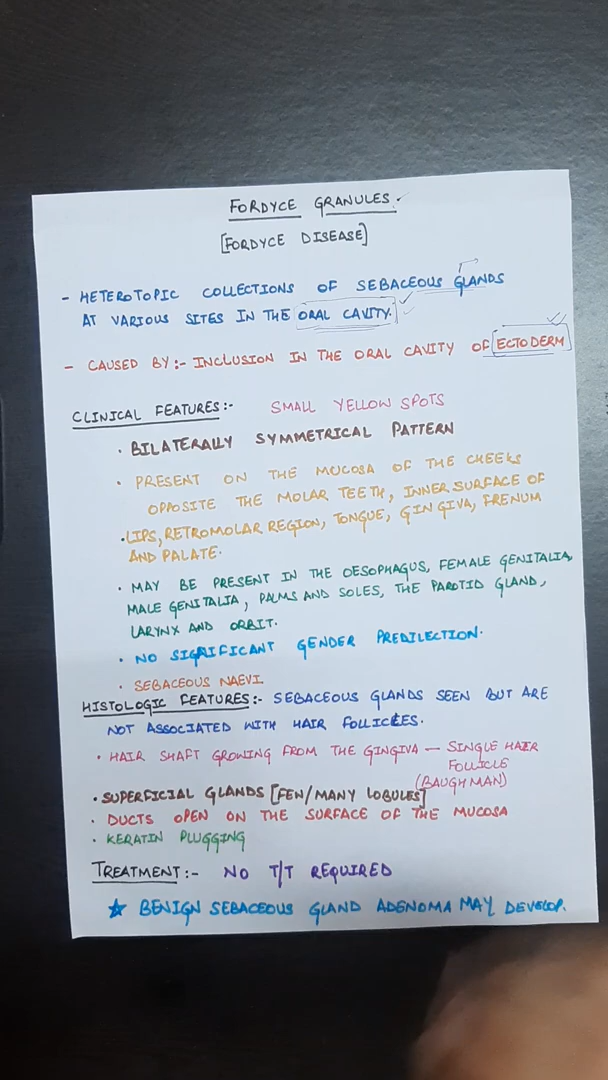 FORDYCE GRANULES.
[FORDYCE DISEASE]
- HETEROTOPIC COLLECTIONS OF SEBACEOUS GLANDS
AT VARIOUS SITES IN THE ORAL CAVITY.
- CAUSED BY:- INCLUSION IN THE ORAL CAVITY OF ECTODERM
CLINICAL FEATURES:- SMALL YELLOW SPOTS
• BILATERALLY SYMMETRICAL PATTERN
• PRESENT ON THE MUCOSA OF THE CHEEKS
OPPOSITE THE MOLAR TEETH, INNER SURFACE OF
• LIPS, RETROMOLAR REGION, TONGUE, GINGIVA, FRENUM
AND PALATE.
• MAY BE PRESENT IN THE OESOPHAGUS, FEMALE GENITALIA,
MALE GENITALIA, PALMS AND SOLES, THE PAROTID GLAND,
LARYNX AND ORBIT.
• NO SIGNIFICANT GENDER PREDILECTION.
• SEBACEOUS NAEVI.
HISTOLOGIC FEATURES:- SEBACEOUS GLANDS SEEN BUT ARE
NOT ASSOCIATED WITH HAIR FOLLICLES.
• HAIR SHAFT GROWING FROM THE GINGIVA — SINGLE HAIR
FOLLICLE
(BAUGHMAN)
• SUPERFICIAL GLANDS [FEW/MANY LOBULES]
• DUCTS OPEN ON THE SURFACE OF THE MUCOSA
• KERATIN PLUGGING
TREATMENT:- NO T/T REQUIRED
★ BENIGN SEBACEOUS GLAND ADENOMA MAY DEVELOP.